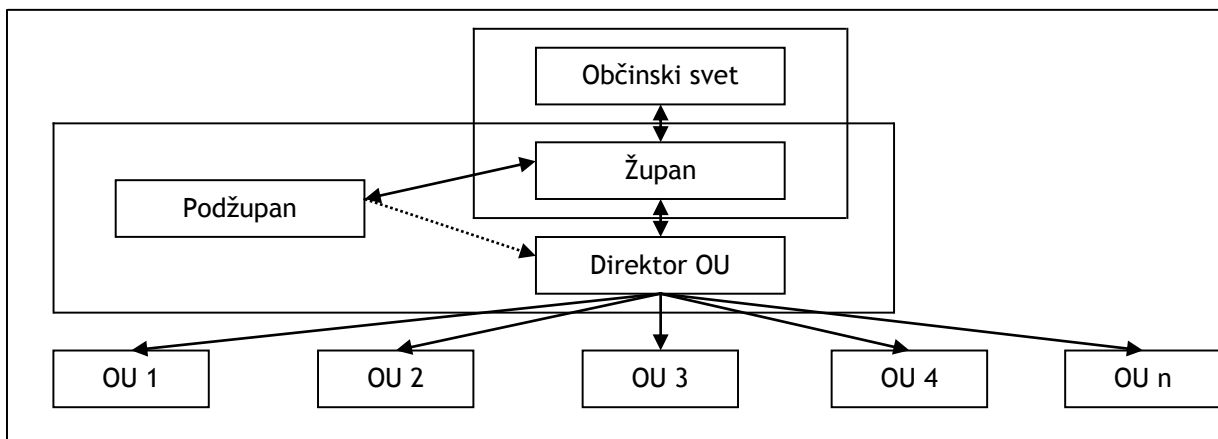 Občinski svet
Župan
Podžupan
Direktor OU
OU 1
OU 2
OU 3
OU 4
OU n